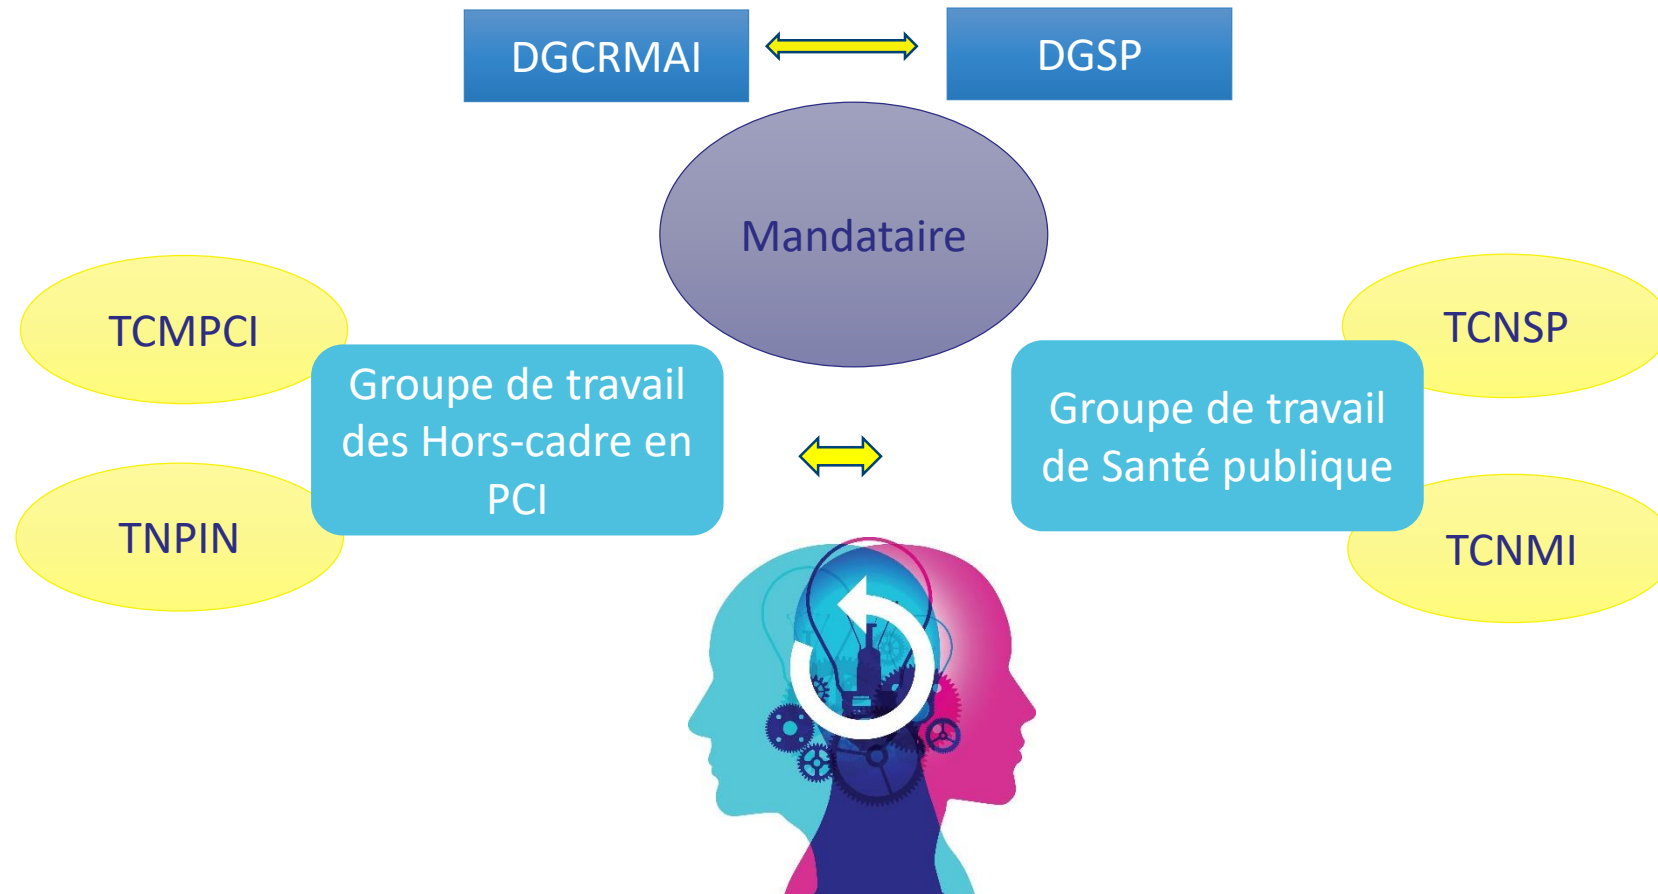 DGCRMAI
DGSP
Mandataire
TCMPCI
TNPIN
Groupe de travail
des Hors-cadre en
PCI
Groupe de travail
de Santé publique
TCNSP
TCNMI